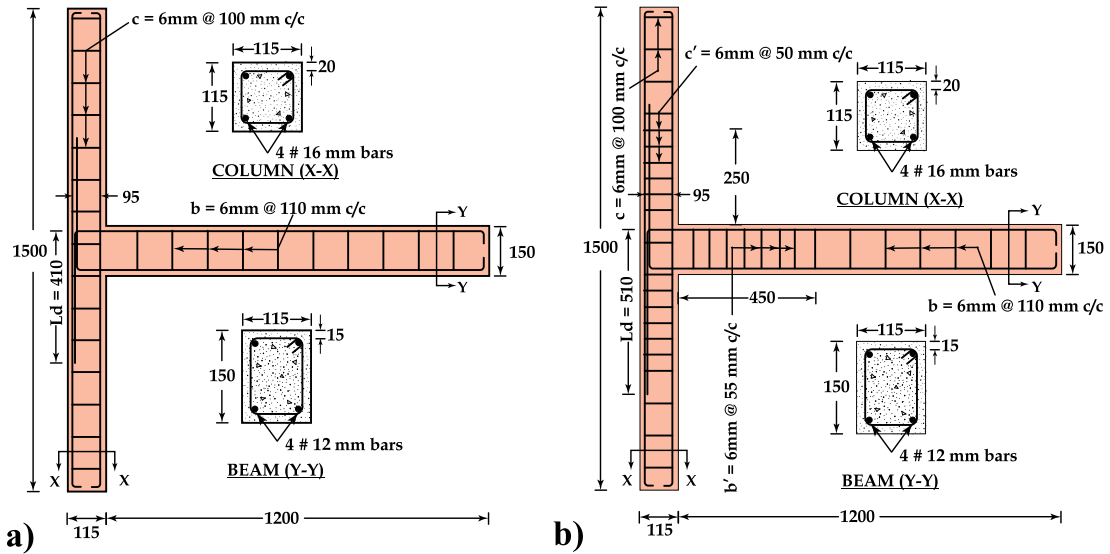 c = 6mm @ 100 mm c/c
115
20
115
4 # 16 mm bars
COLUMN (X-X)
95
b = 6mm @ 110 mm c/c
Y
Y
1500
150
Ld = 410
115
15
150
4 # 12 mm bars
BEAM (Y-Y)
X
X
1200
115
a)
c = 6mm @ 100 mm c/c
c′ = 6mm @ 50 mm c/c
115
20
115
4 # 16 mm bars
COLUMN (X-X)
250
95
Y
Y
1500
150
Ld = 510
450
b = 6mm @ 110 mm c/c
b′ = 6mm @ 55 mm c/c
115
15
150
4 # 12 mm bars
BEAM (Y-Y)
X
X
1200
115
b)